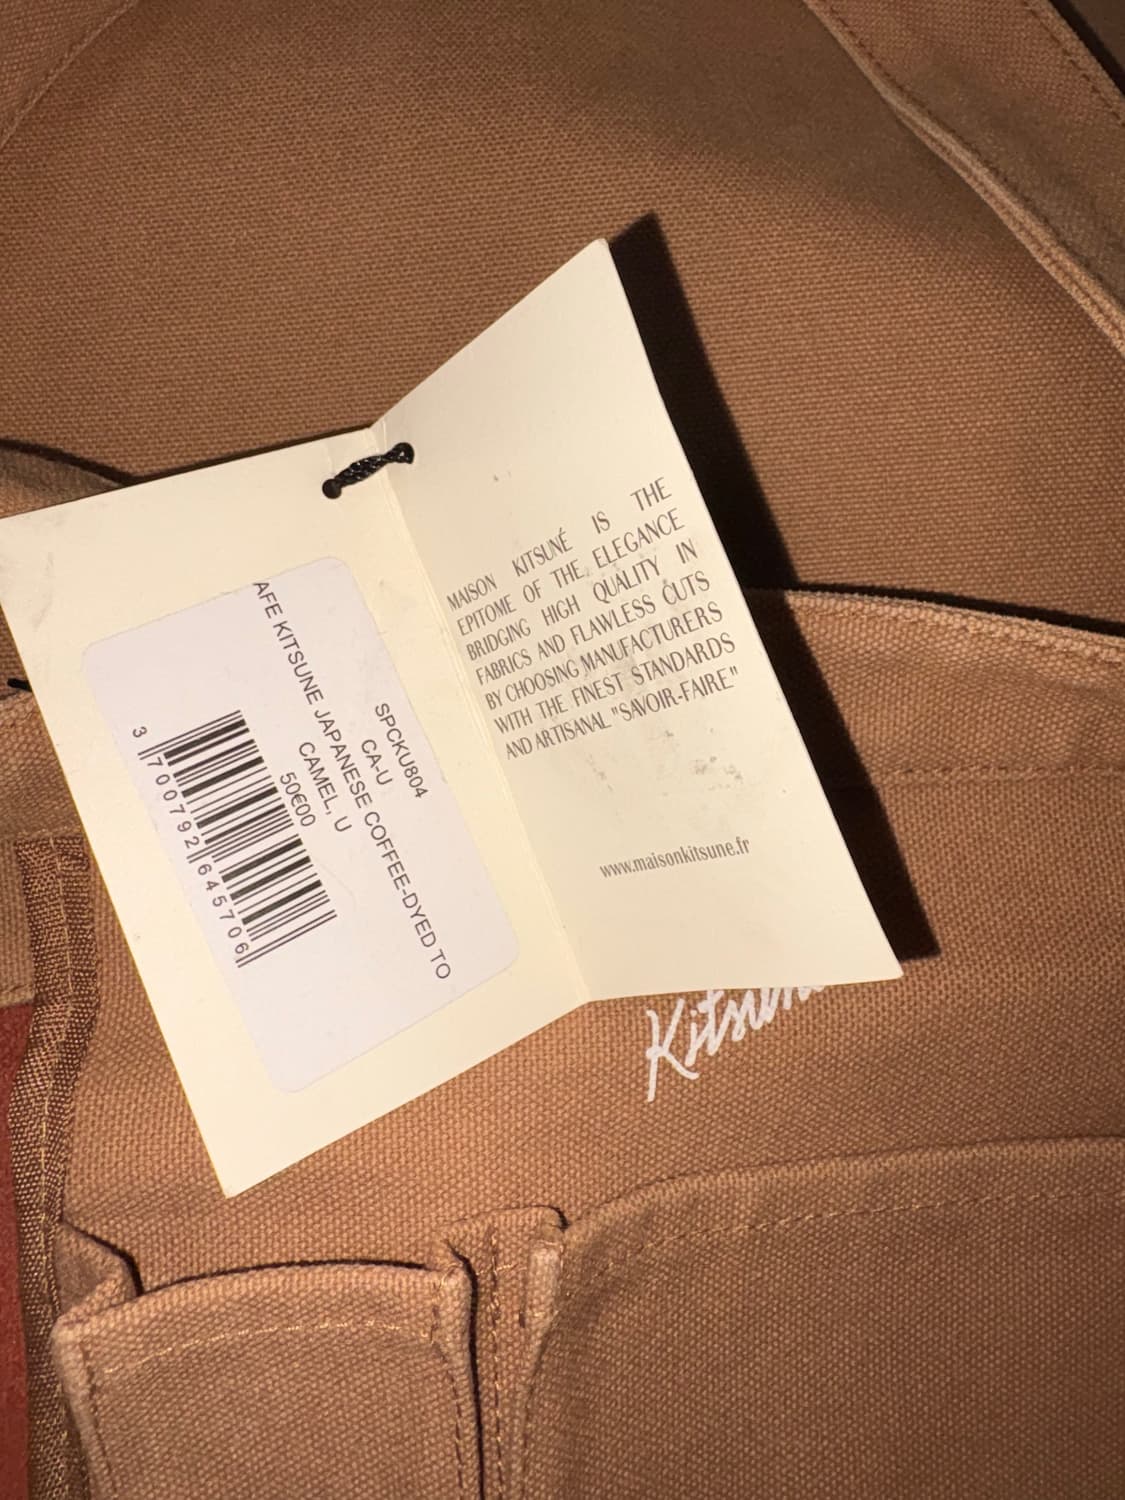 SPCKU804
CA-U
AFE KITSUNE JAPANESE COFFEE-DYED TO
CAMEL, U
50€00
3 700792 645706
MAISON KITSUNÉ IS THE
EPITOME OF THE ELEGANCE
BRIDGING HIGH QUALITY IN
FABRICS AND FLAWLESS CUTS
BY CHOOSING MANUFACTURERS
WITH THE FINEST STANDARDS
AND ARTISANAL "SAVOIR-FAIRE"
www.maisonkitsune.fr
Kitsuné